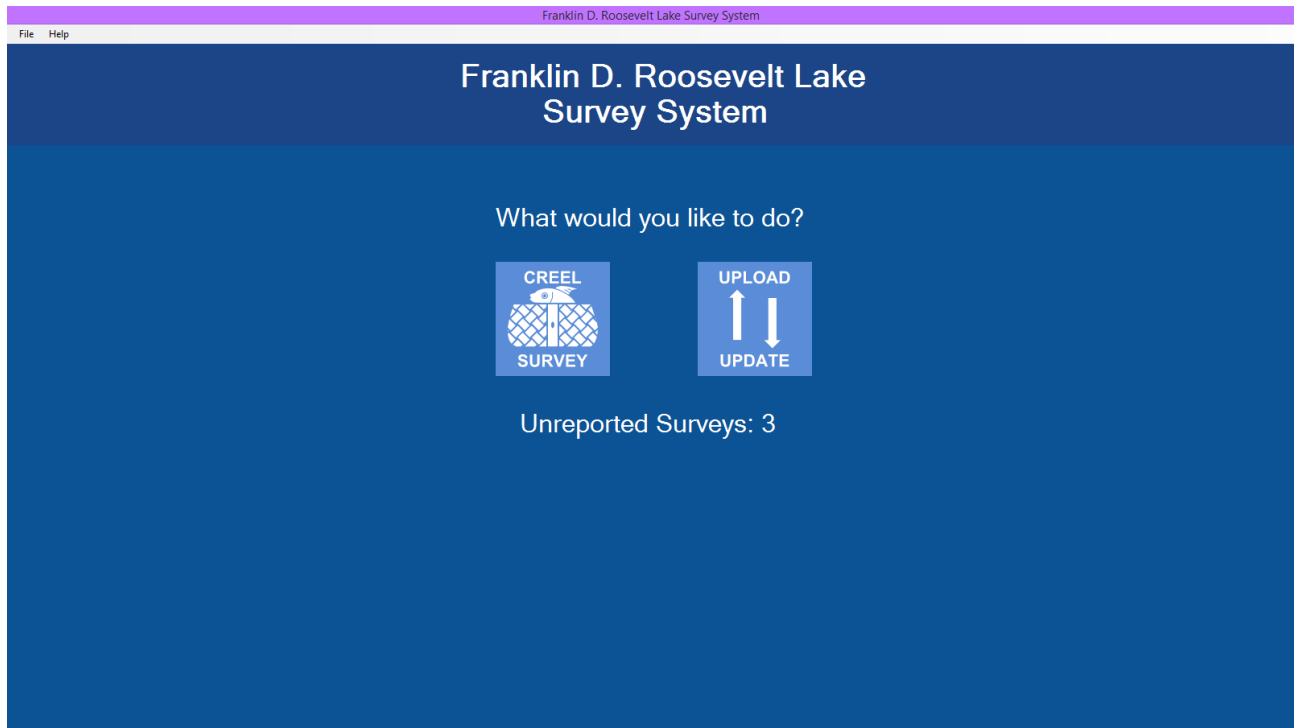 Franklin D. Roosevelt Lake Survey System
File Help
Franklin D. Roosevelt Lake
Survey System
What would you like to do?
CREEL
SURVEY
UPLOAD
UPDATE
Unreported Surveys: 3